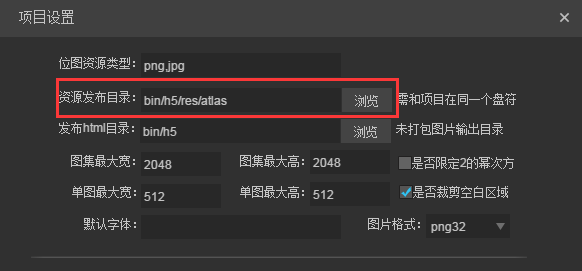 项目设置
位图资源类型: png,jpg
资源发布目录: bin/h5/res/atlas 浏览 需和项目在同一个盘符
发布html目录: bin/h5 浏览 未打包图片输出目录
图集最大宽: 2048 图集最大高: 2048 是否限定2的幂次方
单图最大宽: 512 单图最大高: 512 是否裁剪空白区域
默认字体: 图片格式: png32